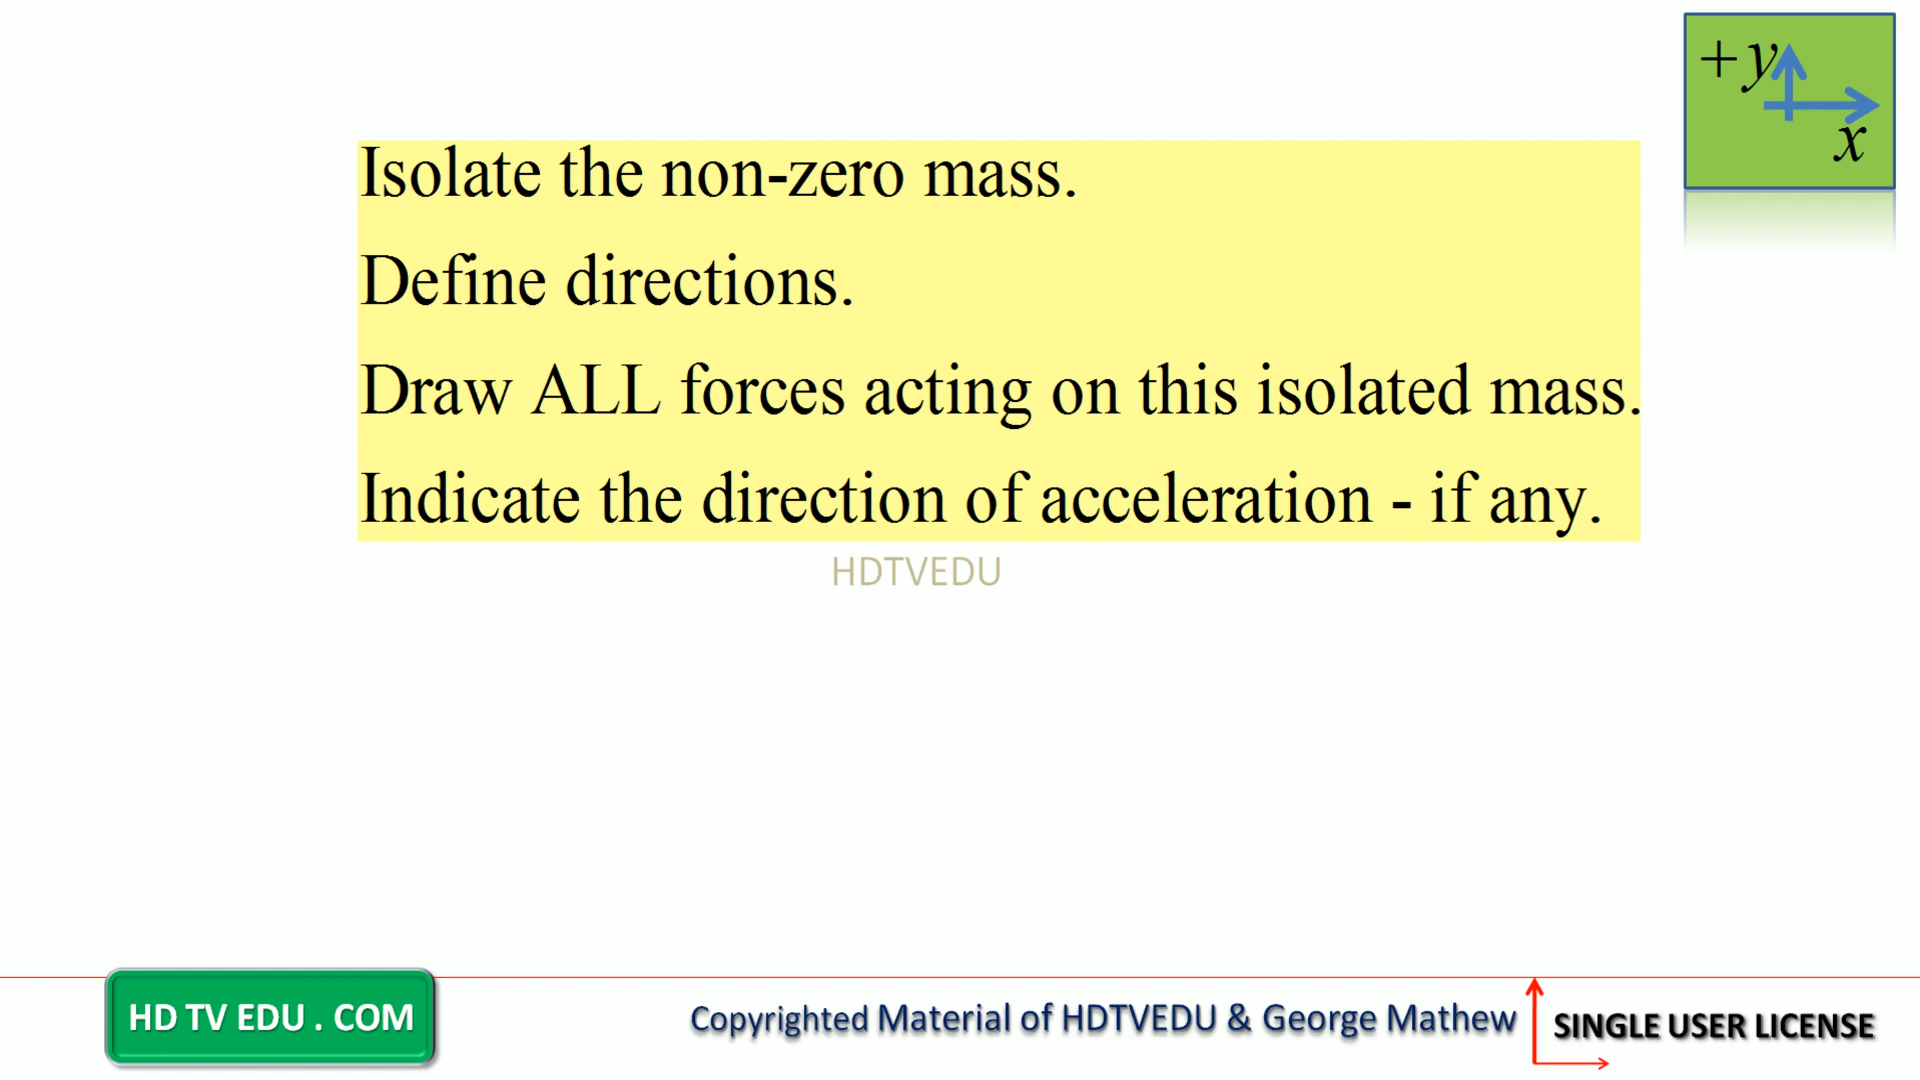 +y
x
Isolate the non-zero mass.
Define directions.
Draw ALL forces acting on this isolated mass.
Indicate the direction of acceleration - if any.
HDTVEDU
HD TV EDU . COM
Copyrighted Material of HDTVEDU & George Mathew
SINGLE USER LICENSE